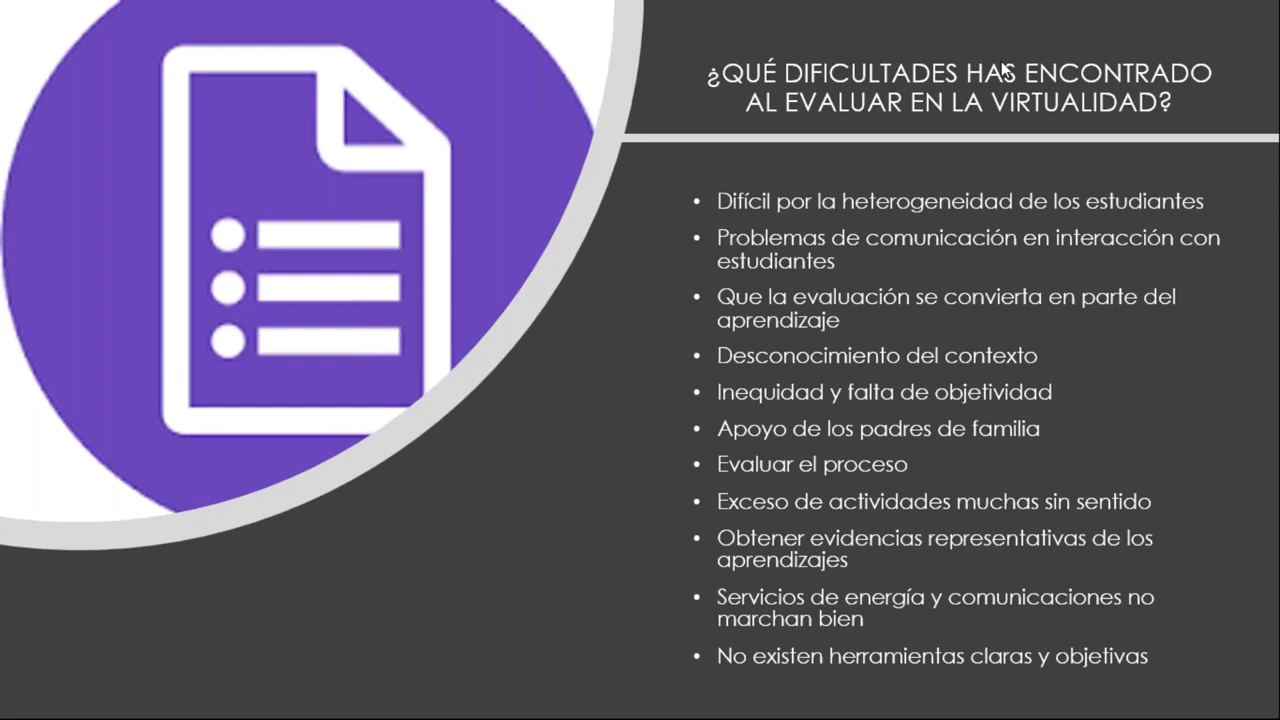 ¿QUÉ DIFICULTADES HAS ENCONTRADO
AL EVALUAR EN LA VIRTUALIDAD?
• Difícil por la heterogeneidad de los estudiantes
• Problemas de comunicación en interacción con
estudiantes
• Que la evaluación se convierta en parte del
aprendizaje
• Desconocimiento del contexto
• Inequidad y falta de objetividad
• Apoyo de los padres de familia
• Evaluar el proceso
• Exceso de actividades muchas sin sentido
• Obtener evidencias representativas de los
aprendizajes
• Servicios de energía y comunicaciones no
marchan bien
• No existen herramientas claras y objetivas